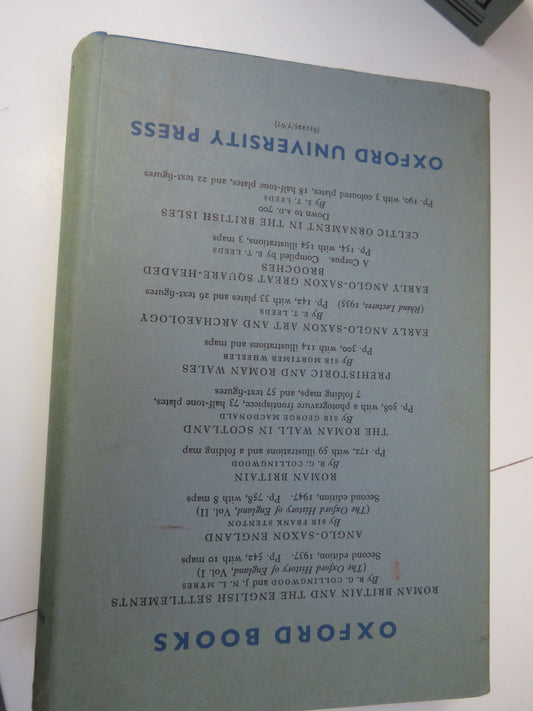 OXFORD BOOKS
ROMAN BRITAIN AND THE ENGLISH SETTLEMENTS
By R. G. COLLINGWOOD and J. N. L. MYRES
(The Oxford History of England, Vol. I)
Second edition, 1937. Pp. 542, with 10 maps
ANGLO-SAXON ENGLAND
By SIR FRANK STENTON
(The Oxford History of England, Vol. II)
Second edition, 1947. Pp. 758, with 8 maps
ROMAN BRITAIN
By R. G. COLLINGWOOD
Pp. 172, with 59 illustrations and a folding map
THE ROMAN WALL IN SCOTLAND
By SIR GEORGE MACDONALD
Pp. 508, with a photogravure frontispiece, 73 half-tone plates,
7 folding maps, and 57 text-figures
PREHISTORIC AND ROMAN WALES
By SIR MORTIMER WHEELER
Pp. 300, with 114 illustrations and maps
EARLY ANGLO-SAXON ART AND ARCHAEOLOGY
By E. T. LEEDS
(Rhind Lectures, 1935) Pp. 142, with 33 plates and 26 text-figures
EARLY ANGLO-SAXON GREAT SQUARE-HEADED
BROOCHES
A Corpus. Compiled by E. T. LEEDS
Pp. 154, with 154 illustrations, 3 maps
CELTIC ORNAMENT IN THE BRITISH ISLES
Down to A.D. 700
By E. T. LEEDS
Pp. 190, with 3 coloured plates, 18 half-tone plates, and 22 text-figures
OXFORD UNIVERSITY PRESS
[821225/7/67]